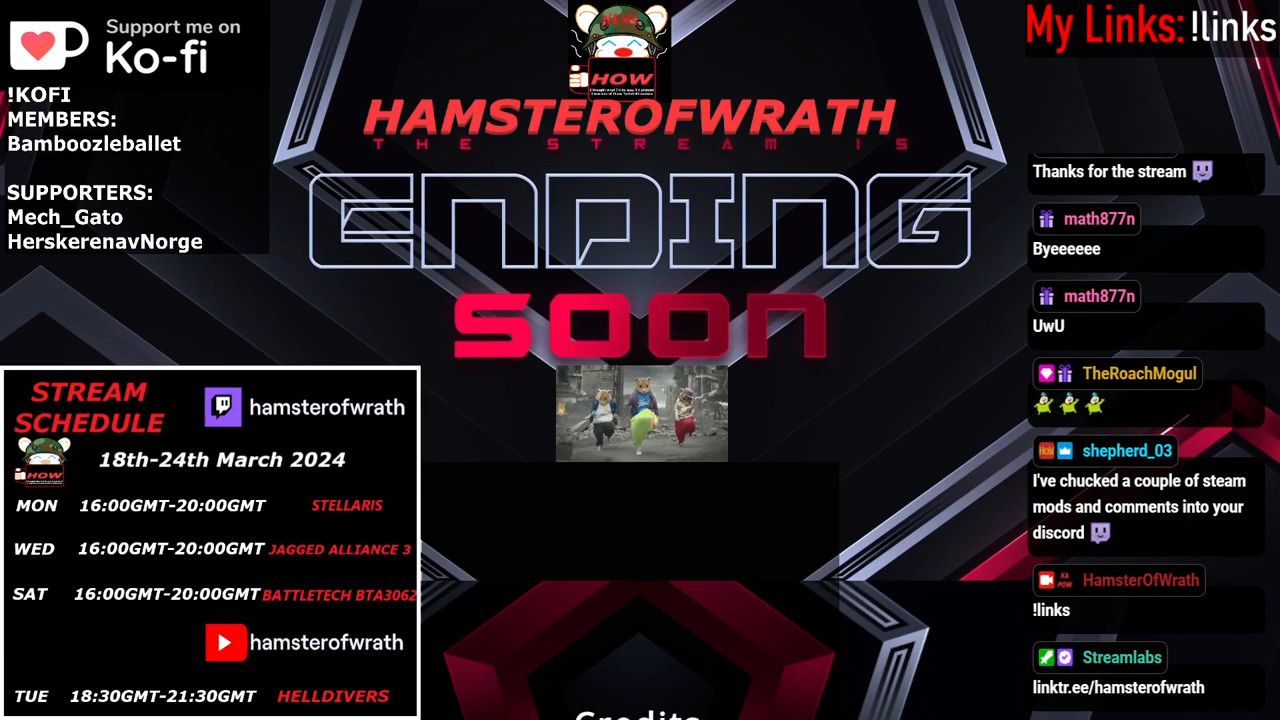 Support me on
Ko-fi
!KOFI
MEMBERS:
Bamboozleballet
SUPPORTERS:
Mech_Gato
HerskerenavNorge
HOW
HAMSTEROFWRATH
THE STREAM IS
ENDING
SOON
My Links: !links
Thanks for the stream
math877n
Byeeeeee
math877n
UwU
TheRoachMogul
shepherd_03
I've chucked a couple of steam
mods and comments into your
discord
HamsterOfWrath
!links
Streamlabs
linktr.ee/hamsterofwrath
STREAM
SCHEDULE
hamsterofwrath
HOW
18th-24th March 2024
MON 16:00GMT-20:00GMT STELLARIS
WED 16:00GMT-20:00GMT JAGGED ALLIANCE 3
SAT 16:00GMT-20:00GMT BATTLETECH BTA3062
hamsterofwrath
TUE 18:30GMT-21:30GMT HELLDIVERS
Credits